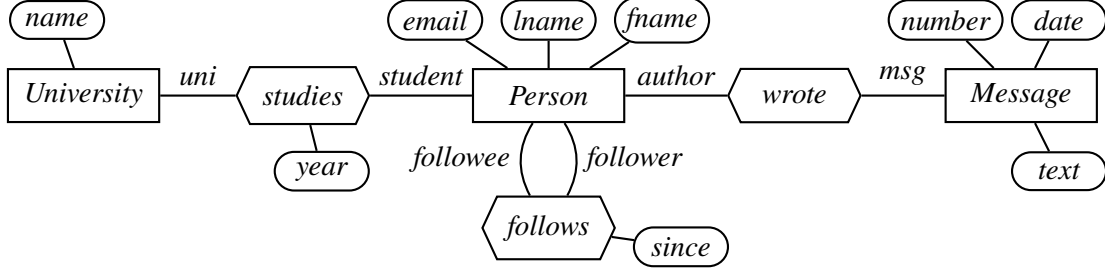 name
email
lname
fname
number
date
University
uni
studies
student
Person
author
wrote
msg
Message
year
followee
follower
text
follows
since